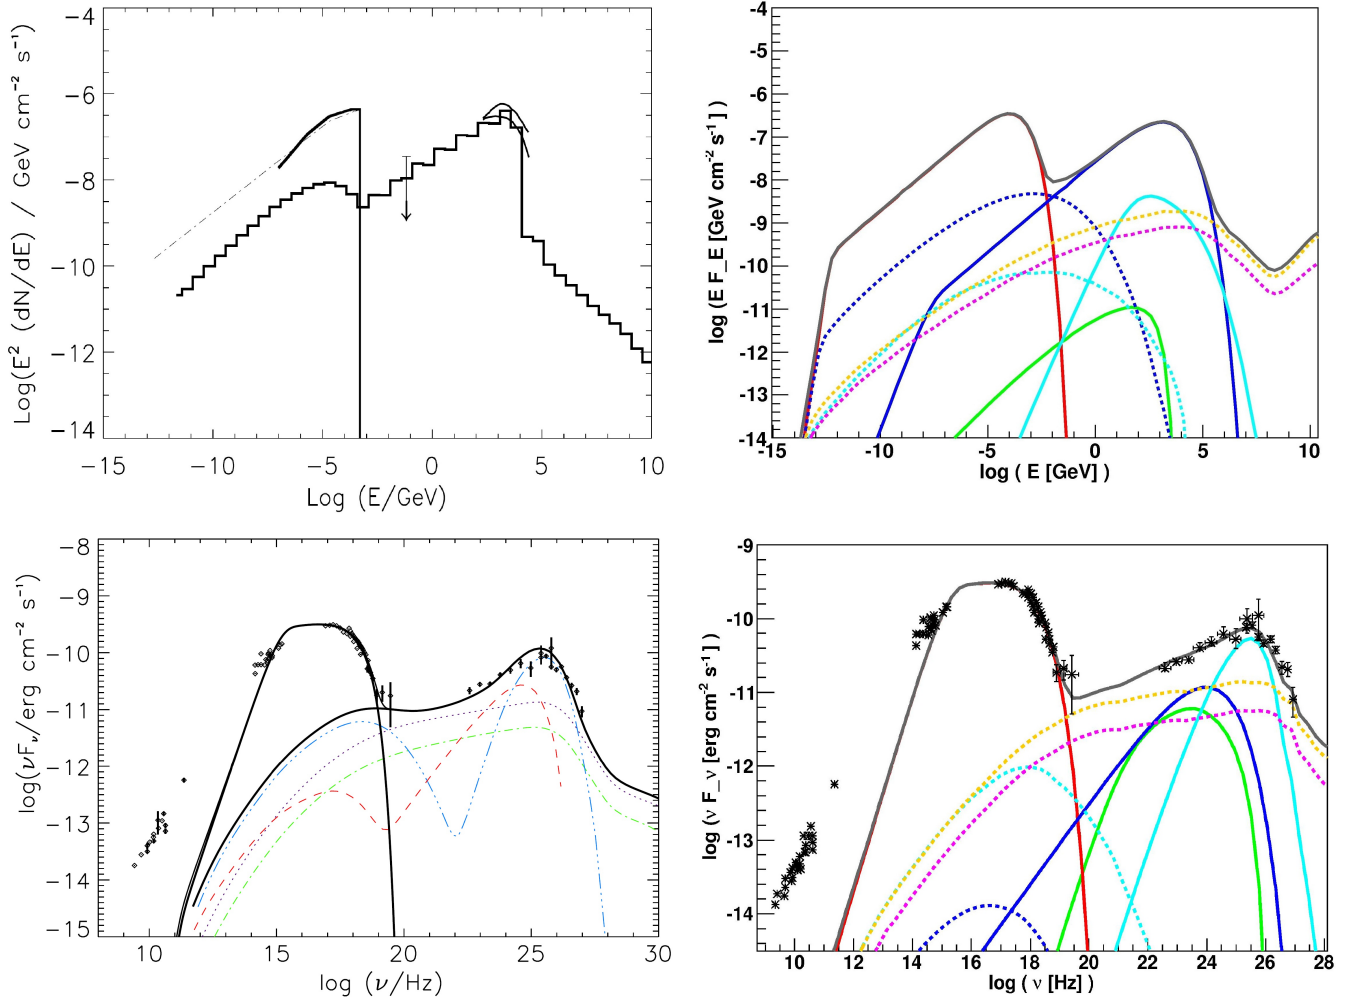 Log(E² (dN/dE) / GeV cm⁻² s⁻¹)
-4
-6
-8
-10
-12
-14
-15 -10 -5 0 5 10
Log (E/GeV)
log (E F_E [GeV cm⁻² s⁻¹] )
-4
-5
-6
-7
-8
-9
-10
-11
-12
-13
-14
-15 -10 -5 0 5 10
log ( E [GeV] )
log(νFν/erg cm⁻² s⁻¹)
-8
-9
-10
-11
-12
-13
-14
-15
10 15 20 25 30
log (ν/Hz)
log (ν F_ν [erg cm⁻² s⁻¹] )
-9
-10
-11
-12
-13
-14
10 12 14 16 18 20 22 24 26 28
log ( ν [Hz] )